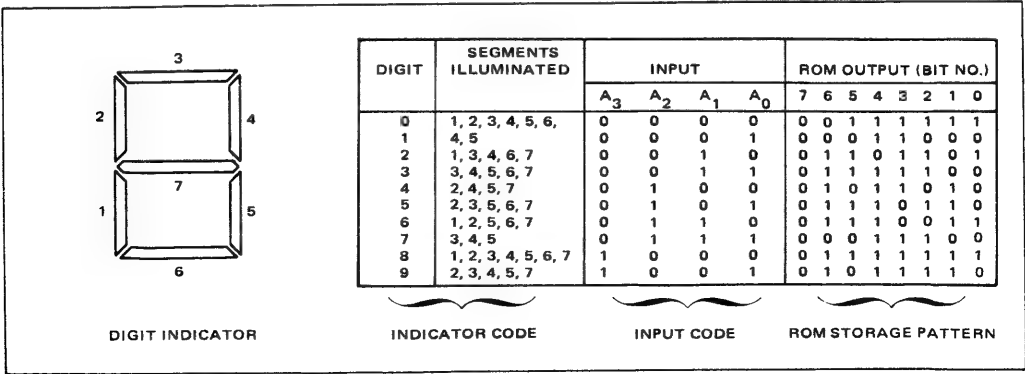 3
2
4
7
1
5
6
DIGIT INDICATOR
DIGIT SEGMENTS ILLUMINATED INPUT ROM OUTPUT (BIT NO.)
A3 A2 A1 A0 7 6 5 4 3 2 1 0
0 1, 2, 3, 4, 5, 6, 0 0 0 0 0 0 1 1 1 1 1 1
1 4, 5 0 0 0 1 0 0 0 1 1 0 0 0
2 1, 3, 4, 6, 7 0 0 1 0 0 1 1 0 1 1 0 1
3 3, 4, 5, 6, 7 0 0 1 1 0 1 1 1 1 1 0 0
4 2, 4, 5, 7 0 1 0 0 0 1 0 1 1 0 1 0
5 2, 3, 5, 6, 7 0 1 0 1 0 1 1 1 0 1 1 0
6 1, 2, 5, 6, 7 0 1 1 0 0 1 1 1 0 0 1 1
7 3, 4, 5 0 1 1 1 0 0 0 1 1 1 0 0
8 1, 2, 3, 4, 5, 6, 7 1 0 0 0 0 1 1 1 1 1 1 1
9 2, 3, 4, 5, 7 1 0 0 1 0 1 0 1 1 1 1 0
INDICATOR CODE
INPUT CODE
ROM STORAGE PATTERN